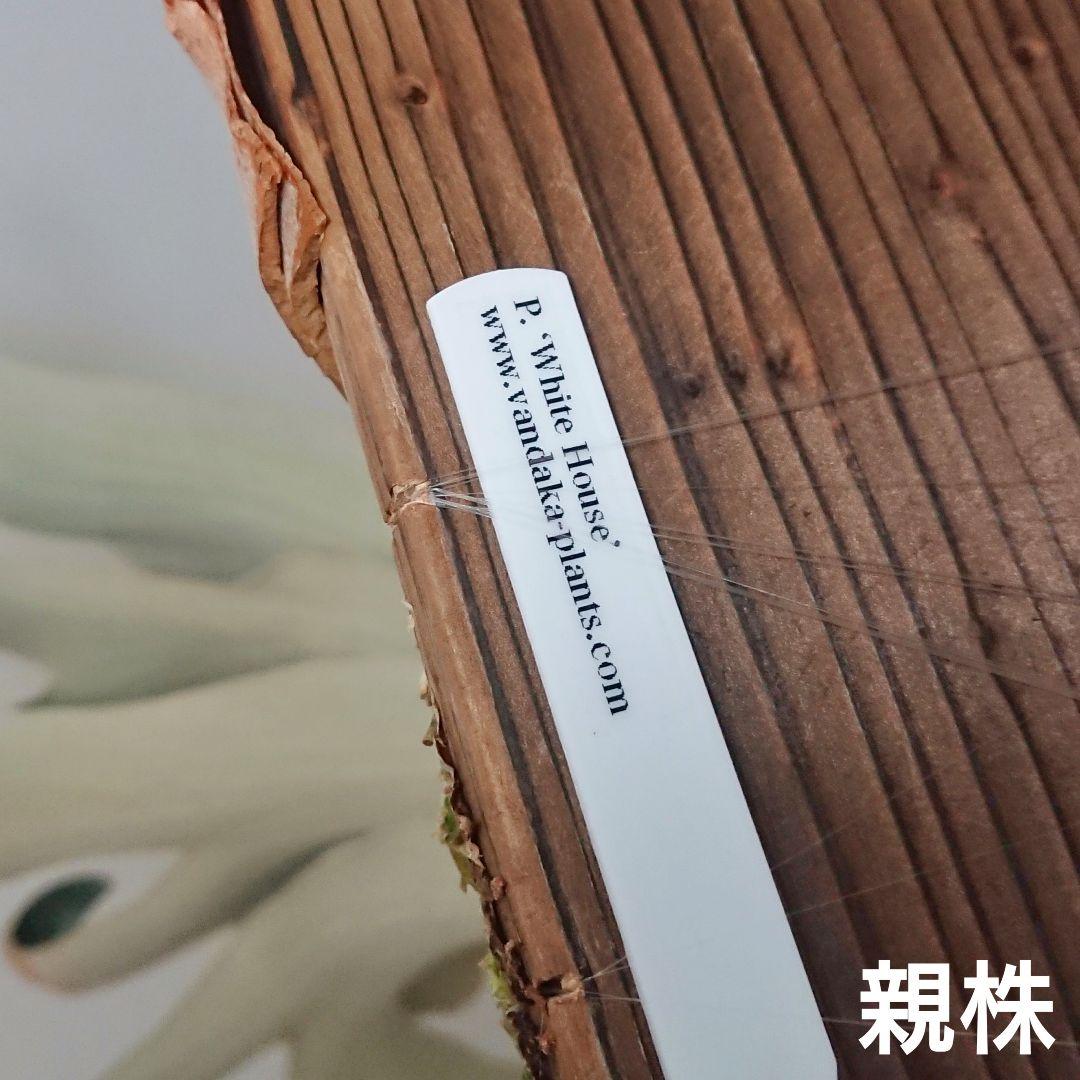 P. ‘White House’
www.vandaka-plants.com
親株